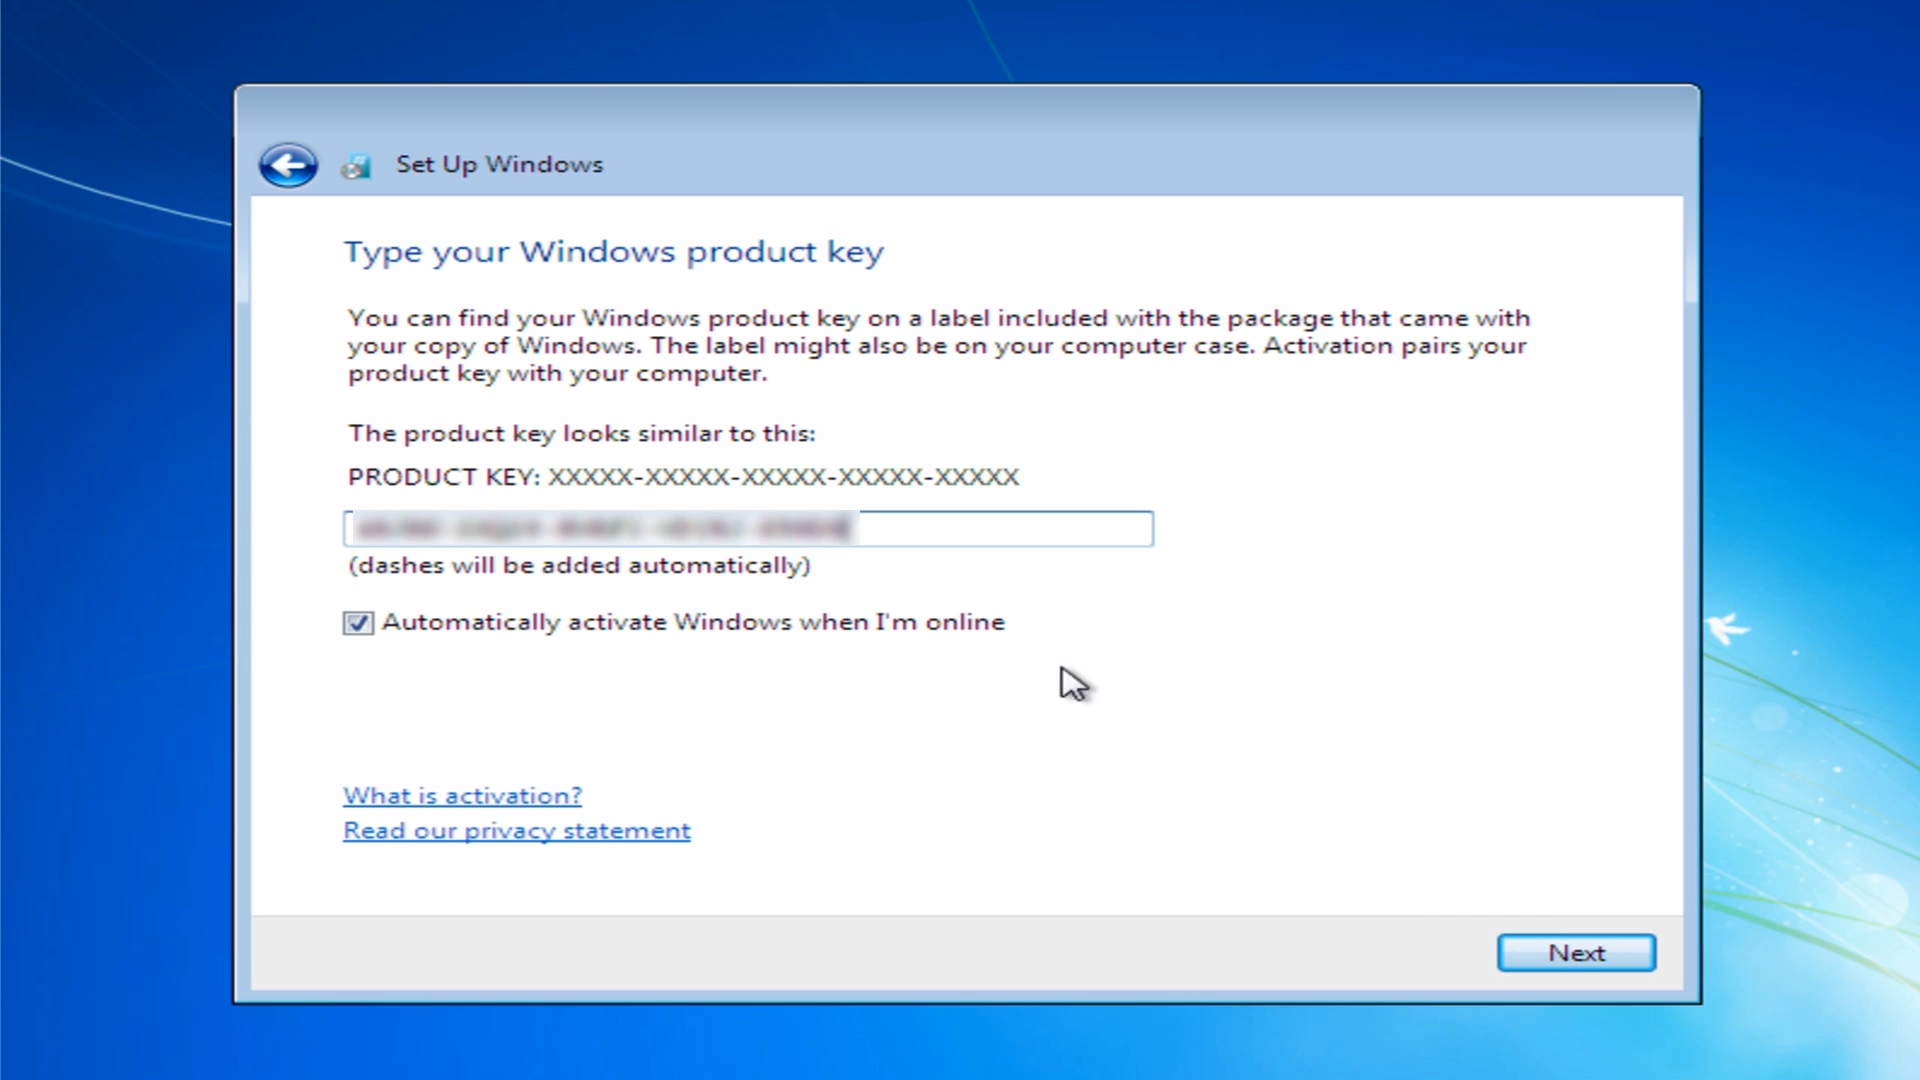 Set Up Windows
Type your Windows product key
You can find your Windows product key on a label included with the package that came with
your copy of Windows. The label might also be on your computer case. Activation pairs your
product key with your computer.
The product key looks similar to this:
PRODUCT KEY: XXXXX-XXXXX-XXXXX-XXXXX-XXXXX
(dashes will be added automatically)
Automatically activate Windows when I'm online
What is activation?
Read our privacy statement
Next